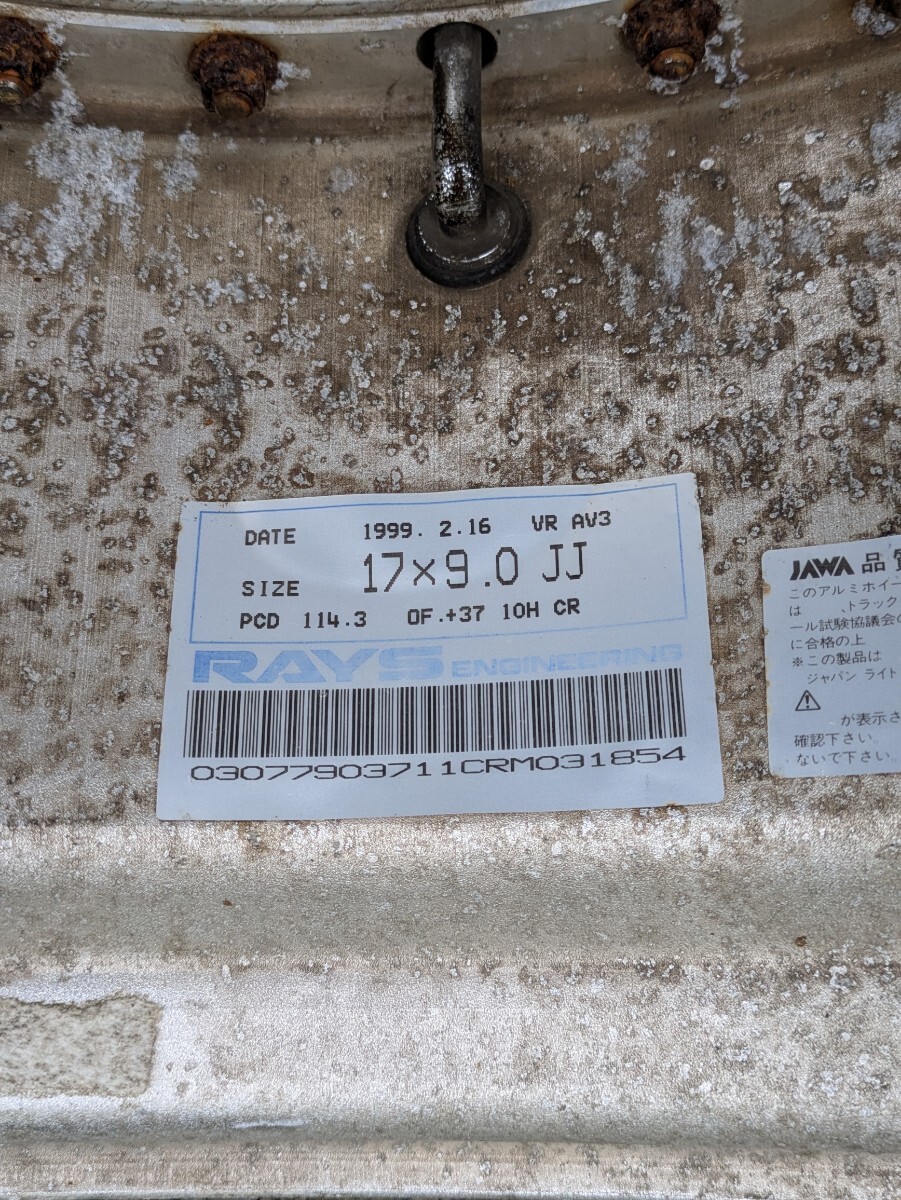 DATE 1999. 2.16 VR AV3
SIZE 17×9.0 JJ
PCD 114.3 OF.+37 10H CR
RAYS ENGINEERING
03077903711CRM031854
JAWA 品質
このアルミホイー
は 、トラック
ール試験協議会の
に合格の上
※この製品は
ジャパン ライト
が表示さ
確認下さい。
ないで下さい